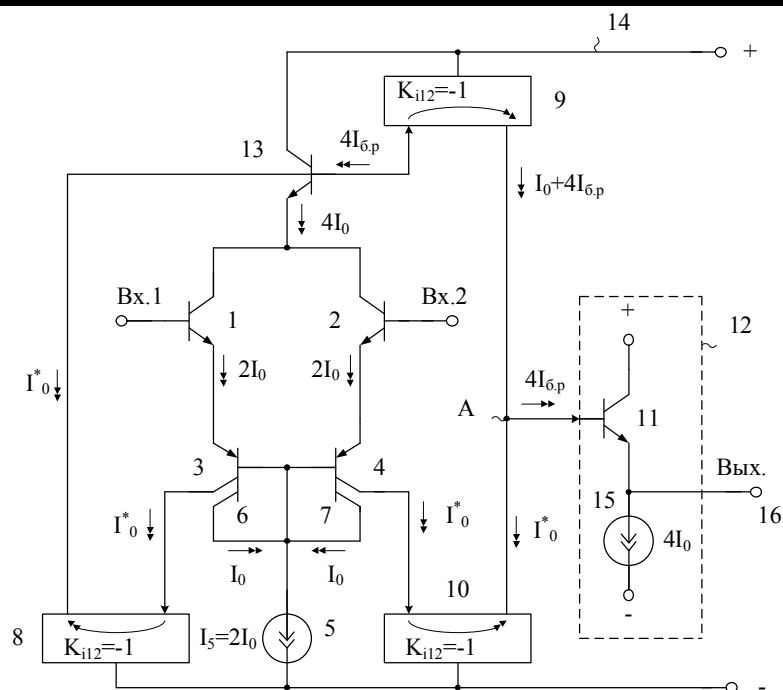 14
+
K_{i12}=-1
9
13
4I_{б.р}
I_0+4I_{б.р}
4I_0
Вх.1
Вх.2
1
2
12
+
I^*_0
2I_0
2I_0
4I_{б.р}
А
11
3
4
Вых.
15
16
6
7
I^*_0
I^*_0
I^*_0
4I_0
I_0
I_0
-
10
8
K_{i12}=-1
I_5=2I_0
5
K_{i12}=-1
-